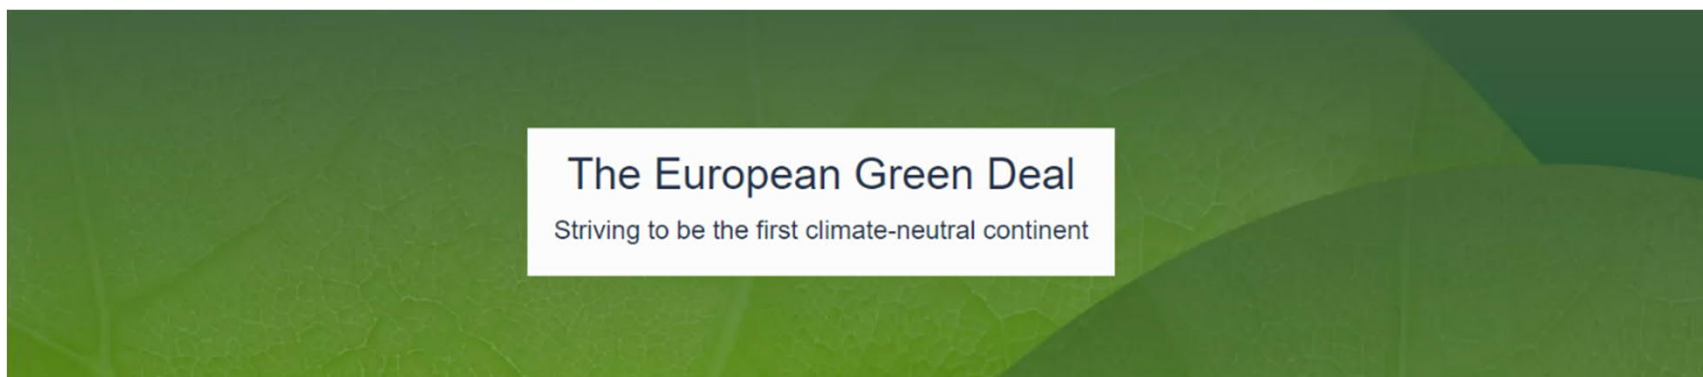 The European Green Deal
Striving to be the first climate-neutral continent